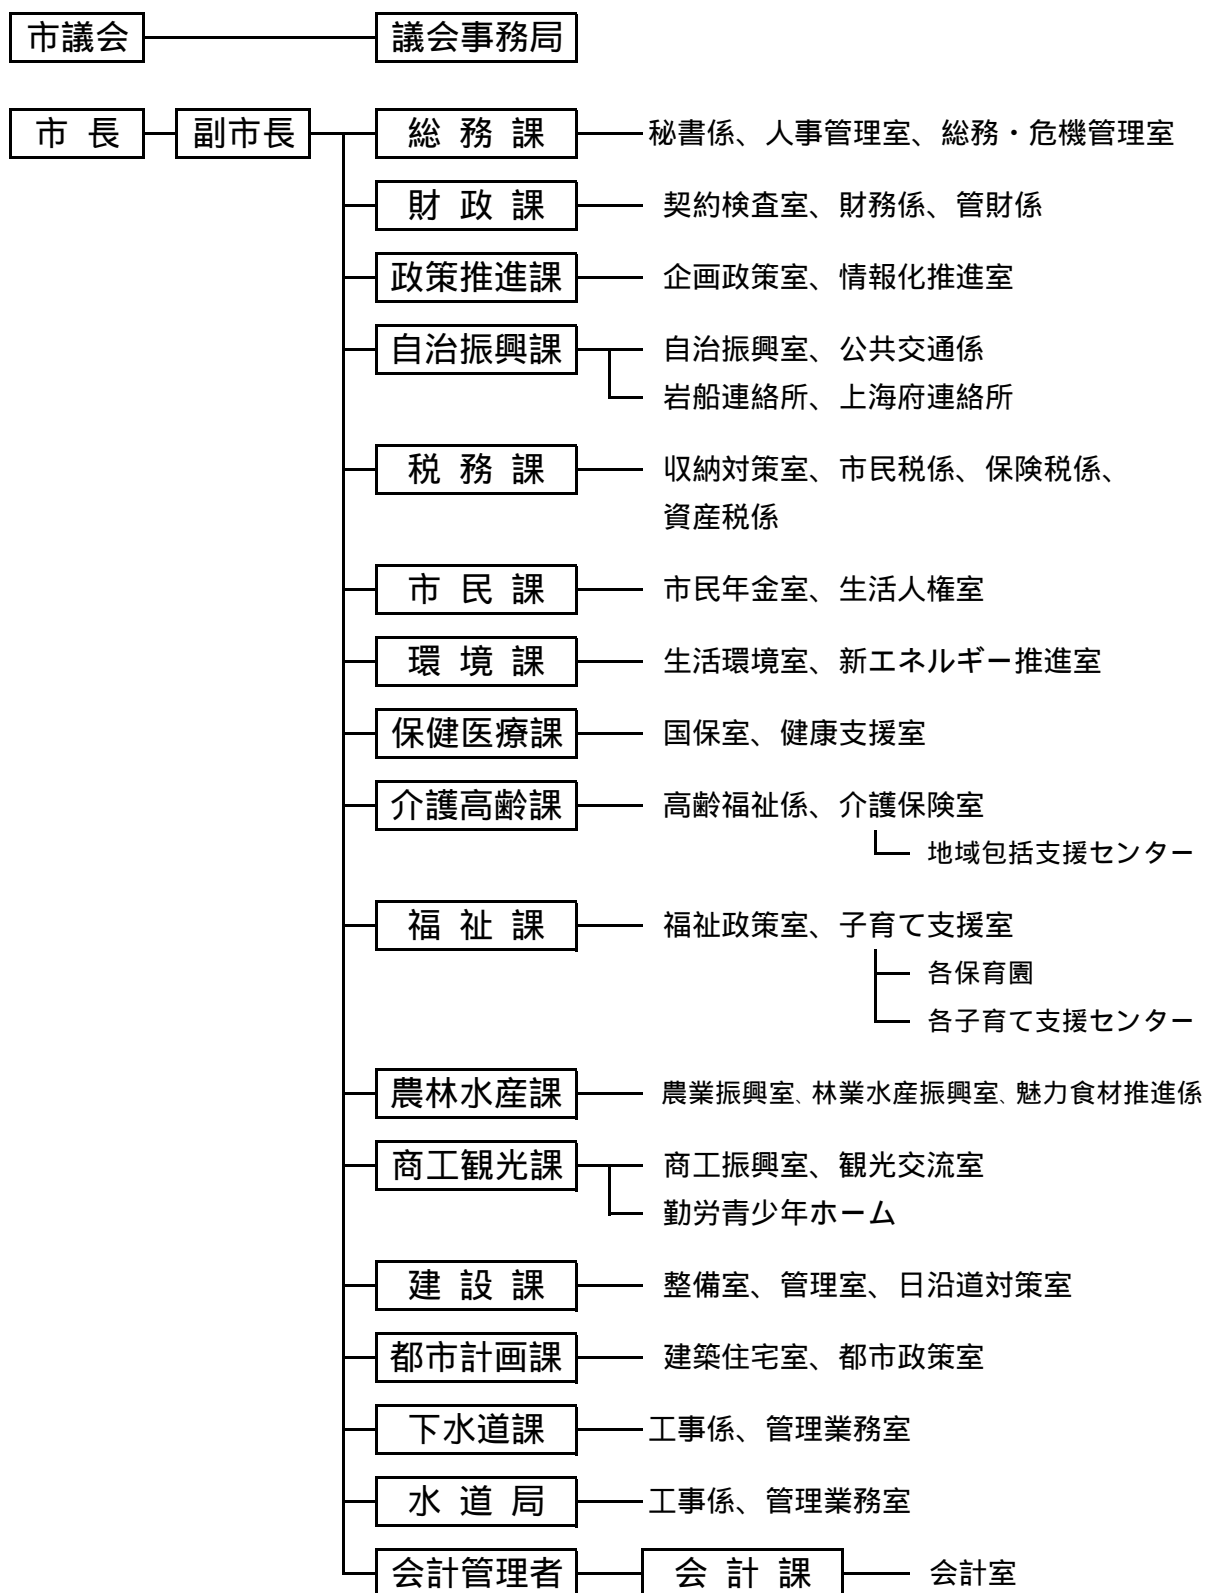 市議会 議会事務局
市長 副市長 総務課 秘書係、人事管理室、総務・危機管理室
財政課 契約検査室、財務係、管財係
政策推進課 企画政策室、情報化推進室
自治振興課 自治振興室、公共交通係
岩船連絡所、上海府連絡所
税務課 収納対策室、市民税係、保険税係、
資産税係
市民課 市民年金室、生活人権室
環境課 生活環境室、新エネルギー推進室
保健医療課 国保室、健康支援室
介護高齢課 高齢福祉係、介護保険室
地域包括支援センター
福祉課 福祉政策室、子育て支援室
各保育園
各子育て支援センター
農林水産課 農業振興室、林業水産振興室、魅力食材推進係
商工観光課 商工振興室、観光交流室
勤労青少年ホーム
建設課 整備室、管理室、日沿道対策室
都市計画課 建築住宅室、都市政策室
下水道課 工事係、管理業務室
水道局 工事係、管理業務室
会計管理者 会計課 会計室